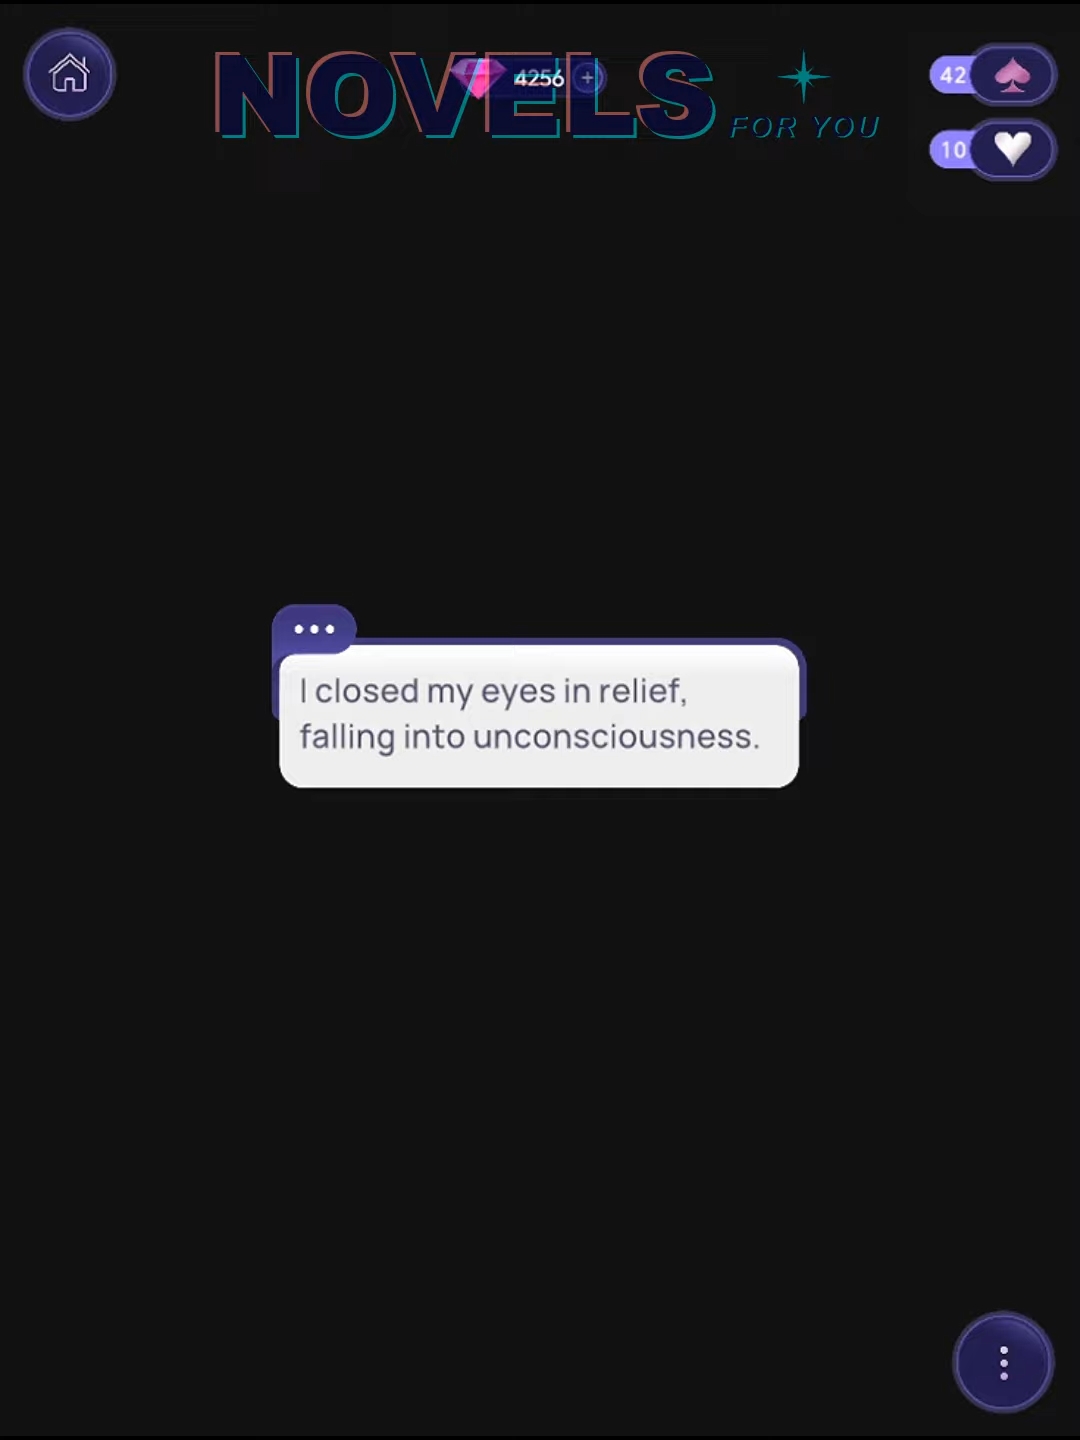 NOVELS
FOR YOU
4256
42
10
I closed my eyes in relief,
falling into unconsciousness.